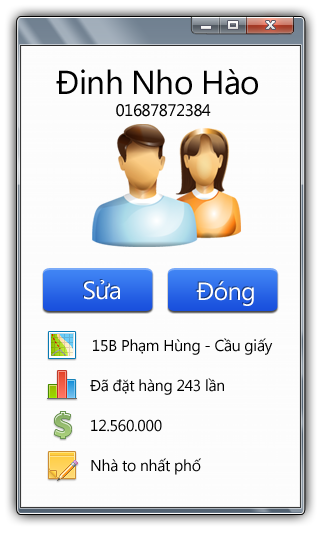 Đinh Nho Hào
01687872384
Sửa
Đóng
15B Phạm Hùng - Cầu giấy
Đã đặt hàng 243 lần
12.560.000
Nhà to nhất phố